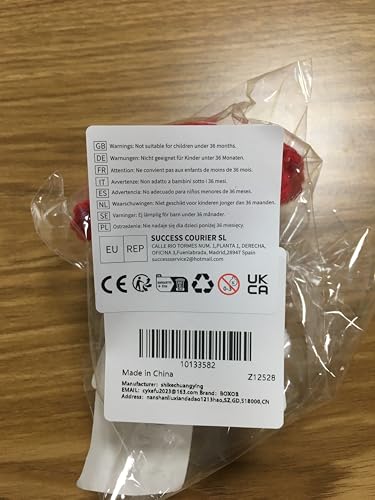 GB Warnings: Not suitable for children under 36 months.
DE Warnungen: Nicht geeignet für Kinder unter 36 Monaten.
FR Attention: Ne convient pas aux enfants de moins de 36 mois.
IT Avvertenze: Non adatto a bambini sotto i 36 mesi.
ES Advertencia: No adecuado para niños menores de 36 meses.
NL Waarschuwingen: Niet geschikt voor kinderen jonger dan 36 maanden.
SE Varningar: Ej lämplig för barn under 36 månader.
PL Ostrzeżenie: Nie nadaje się dla dzieci poniżej 36 miesięcy.
EU REP
SUCCESS COURIER SL
CALLE RIO TORMES NUM. 1,PLANTA 1, DERECHA,
OFICINA 3,Fuenlabrada, Madrid,28947 Spain
successservice2@hotmail.com
CE
0-3
UK
CA
10133582
Made in China
Z12528
Manufacturer: shikechuangying
EMAIL: cykefu2023@163.com Brand: BOXOB
Address: nanshanliuxiandadao1213hao,SZ,GD,518000,CN